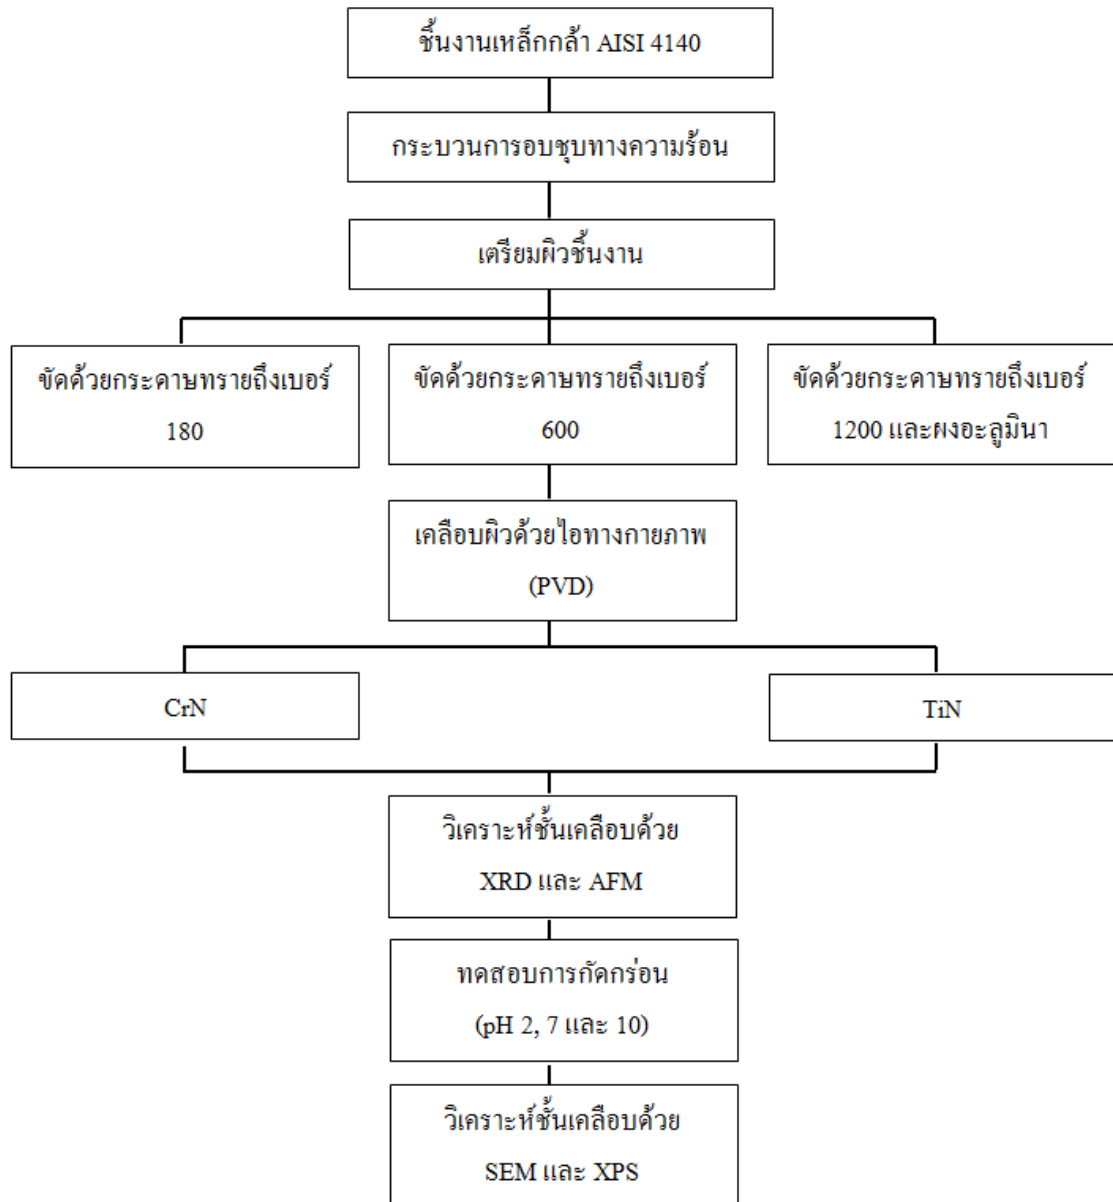 ชิ้นงานเหล็กกล้า AISI 4140
กระบวนการอบชุบทางความร้อน
เตรียมผิวชิ้นงาน
ขัดด้วยกระดาษทรายถึงเบอร์
180
ขัดด้วยกระดาษทรายถึงเบอร์
600
ขัดด้วยกระดาษทรายถึงเบอร์
1200 และผงอะลูมินา
เคลือบผิวด้วยไอทางกายภาพ
(PVD)
CrN
TiN
วิเคราะห์ชั้นเคลือบด้วย
XRD และ AFM
ทดสอบการกัดกร่อน
(pH 2, 7 และ 10)
วิเคราะห์ชั้นเคลือบด้วย
SEM และ XPS